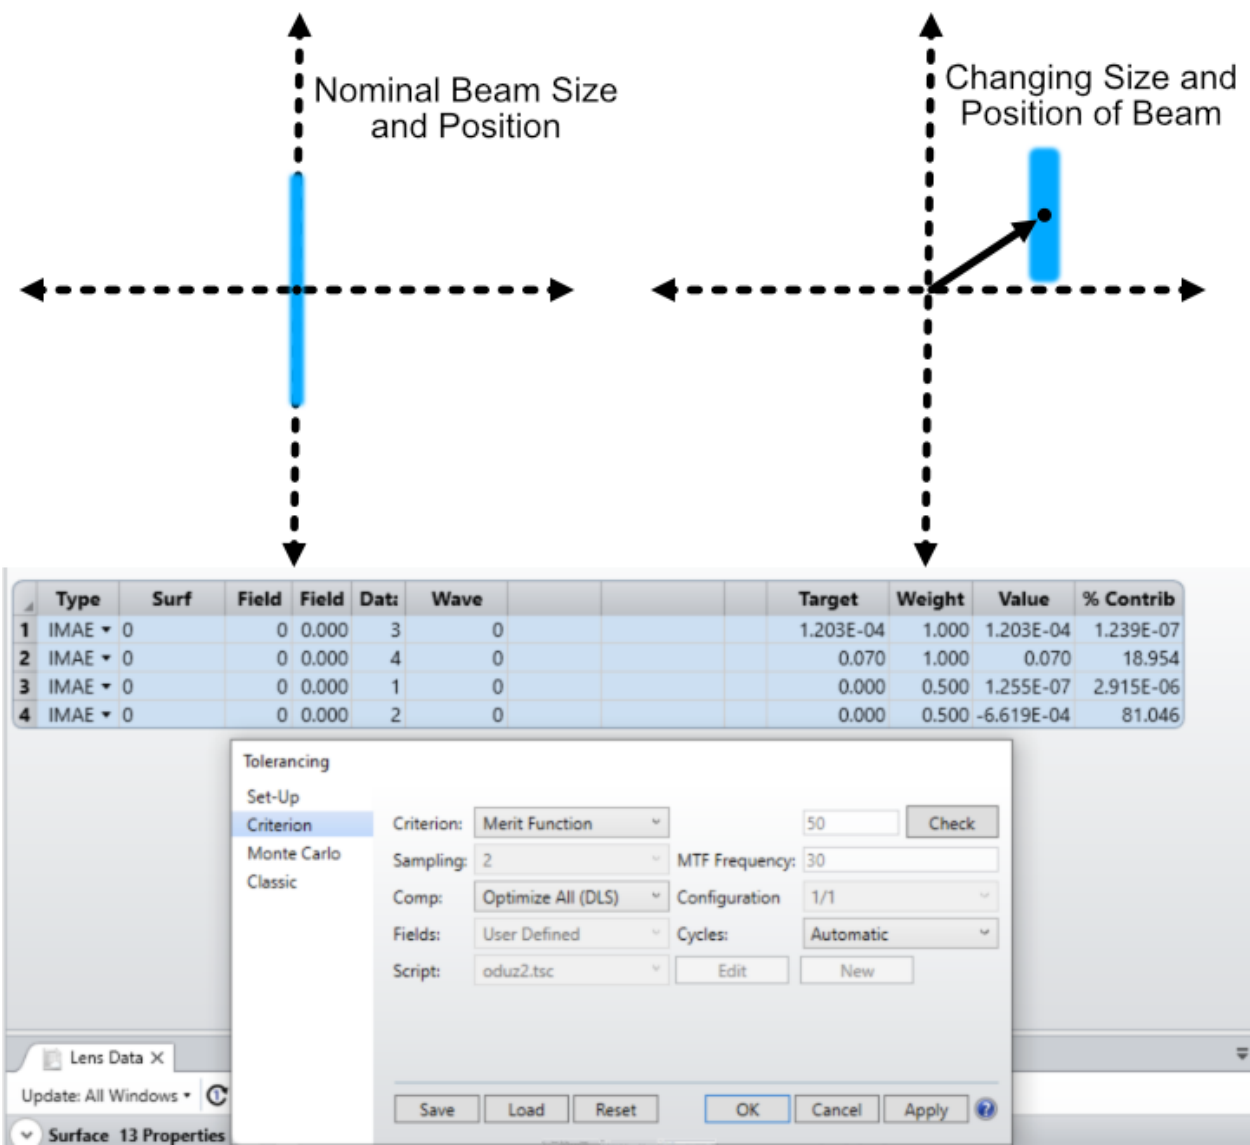 Nominal Beam Size
and Position
Changing Size and
Position of Beam
Type Surf Field Field Data Wave Target Weight Value % Contrib
1 IMAE 0 0 0.000 3 0 1.203E-04 1.000 1.203E-04 1.239E-07
2 IMAE 0 0 0.000 4 0 0.070 1.000 0.070 18.954
3 IMAE 0 0 0.000 1 0 0.000 0.500 1.255E-07 2.915E-06
4 IMAE 0 0 0.000 2 0 0.000 0.500 -6.619E-04 81.046
Tolerancing
Set-Up
Criterion
Monte Carlo
Classic
Criterion: Merit Function 50 Check
Sampling: 2 MTF Frequency: 30
Comp: Optimize All (DLS) Configuration 1/1
Fields: User Defined Cycles: Automatic
Script: oduz2.tsc Edit New
Save Load Reset OK Cancel Apply ?
Lens Data X
Update: All Windows 1
Surface 13 Properties